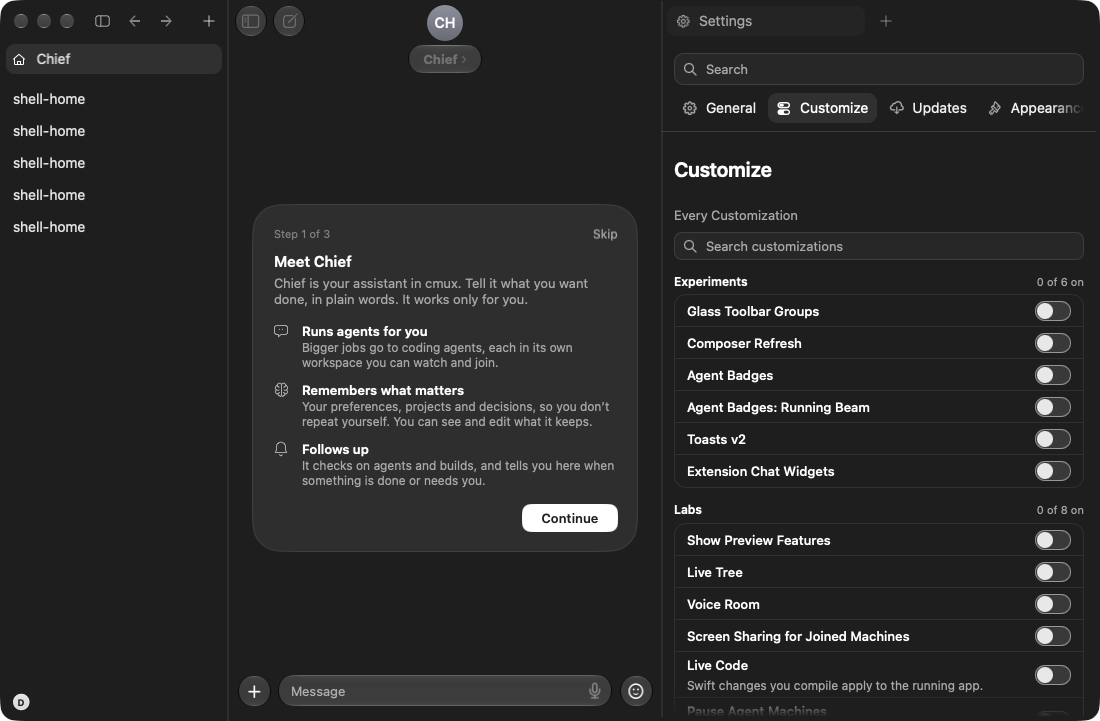 Chief
shell-home
shell-home
shell-home
shell-home
shell-home
D
CH
Chief
Step 1 of 3
Skip
Meet Chief
Chief is your assistant in cmux. Tell it what you want
done, in plain words. It works only for you.
Runs agents for you
Bigger jobs go to coding agents, each in its own
workspace you can watch and join.
Remembers what matters
Your preferences, projects and decisions, so you don't
repeat yourself. You can see and edit what it keeps.
Follows up
It checks on agents and builds, and tells you here when
something is done or needs you.
Continue
Message
Settings
Search
General
Customize
Updates
Appearanc
Customize
Every Customization
Search customizations
Experiments
0 of 6 on
Glass Toolbar Groups
Composer Refresh
Agent Badges
Agent Badges: Running Beam
Toasts v2
Extension Chat Widgets
Labs
0 of 8 on
Show Preview Features
Live Tree
Voice Room
Screen Sharing for Joined Machines
Live Code
Swift changes you compile apply to the running app.
Pause Agent Machines